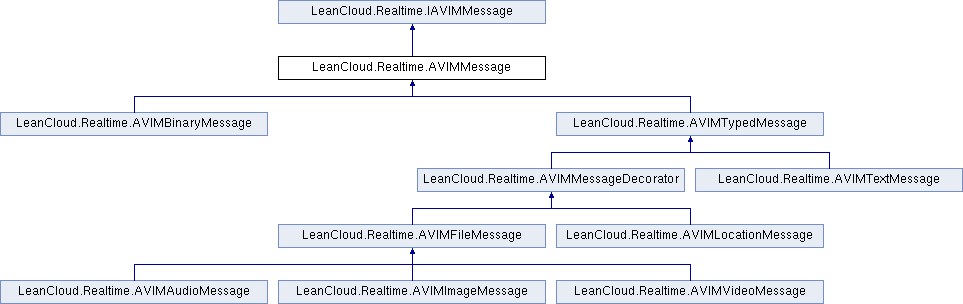 LeanCloud.Realtime.IAVIMMessage
LeanCloud.Realtime.AVIMMessage
LeanCloud.Realtime.AVIMBinaryMessage
LeanCloud.Realtime.AVIMTypedMessage
LeanCloud.Realtime.AVIMMessageDecorator
LeanCloud.Realtime.AVIMTextMessage
LeanCloud.Realtime.AVIMFileMessage
LeanCloud.Realtime.AVIMLocationMessage
LeanCloud.Realtime.AVIMAudioMessage
LeanCloud.Realtime.AVIMImageMessage
LeanCloud.Realtime.AVIMVideoMessage